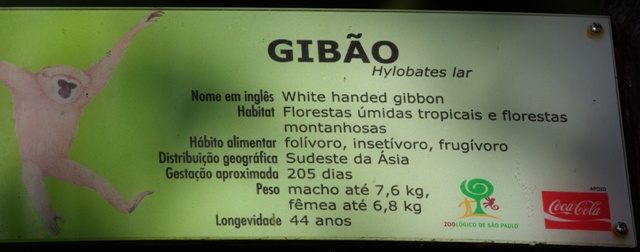 GIBÃO
Hylobates lar
Nome em inglês White handed gibbon
Habitat Florestas úmidas tropicais e florestas
montanhosas
Hábito alimentar folívoro, insetívoro, frugívoro
Distribuição geográfica Sudeste da Ásia
Gestação aproximada 205 dias
Peso macho até 7,6 kg,
fêmea até 6,8 kg
Longevidade 44 anos
ZOOLÓGICO DE SÃO PAULO
APOIO
Coca-Cola